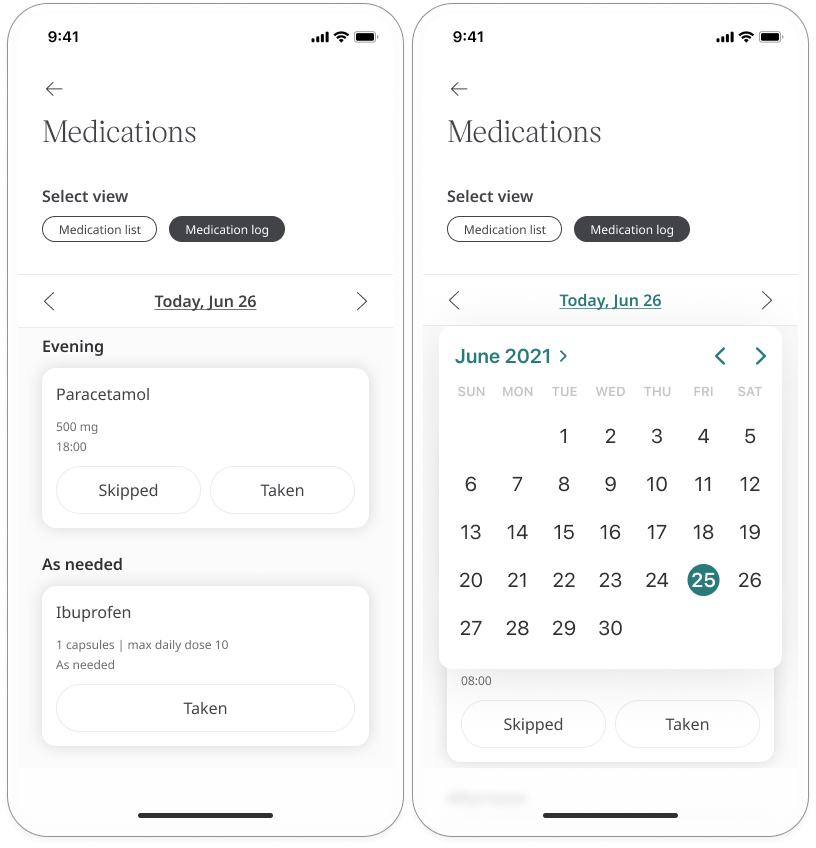 9:41
Medications
Select view
Medication list Medication log
Today, Jun 26
Evening
Paracetamol
500 mg
18:00
Skipped Taken
As needed
Ibuprofen
1 capsules | max daily dose 10
As needed
Taken
9:41
Medications
Select view
Medication list Medication log
Today, Jun 26
June 2021
SUN MON TUE WED THU FRI SAT
1 2 3 4 5
6 7 8 9 10 11 12
13 14 15 16 17 18 19
20 21 22 23 24 25 26
27 28 29 30
08:00
Skipped Taken